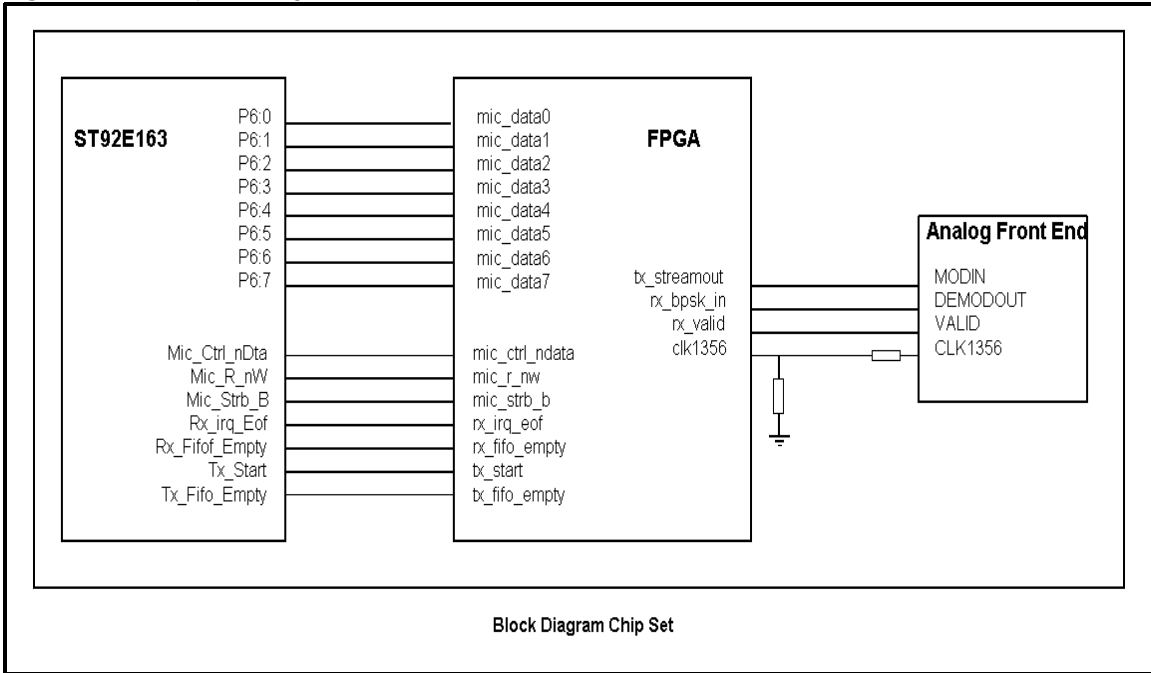 ST92E163
P6:0
P6:1
P6:2
P6:3
P6:4
P6:5
P6:6
P6:7
Mic_Ctrl_nDta
Mic_R_nW
Mic_Strb_B
Rx_irq_Eof
Rx_Fifof_Empty
Tx_Start
Tx_Fifo_Empty
FPGA
mic_data0
mic_data1
mic_data2
mic_data3
mic_data4
mic_data5
mic_data6
mic_data7
mic_ctrl_ndata
mic_r_nw
mic_strb_b
rx_irq_eof
rx_fifo_empty
tx_start
tx_fifo_empty
tx_streamout
rx_bpsk_in
rx_valid
clk1356
Analog Front End
MODIN
DEMODOUT
VALID
CLK1356
Block Diagram Chip Set